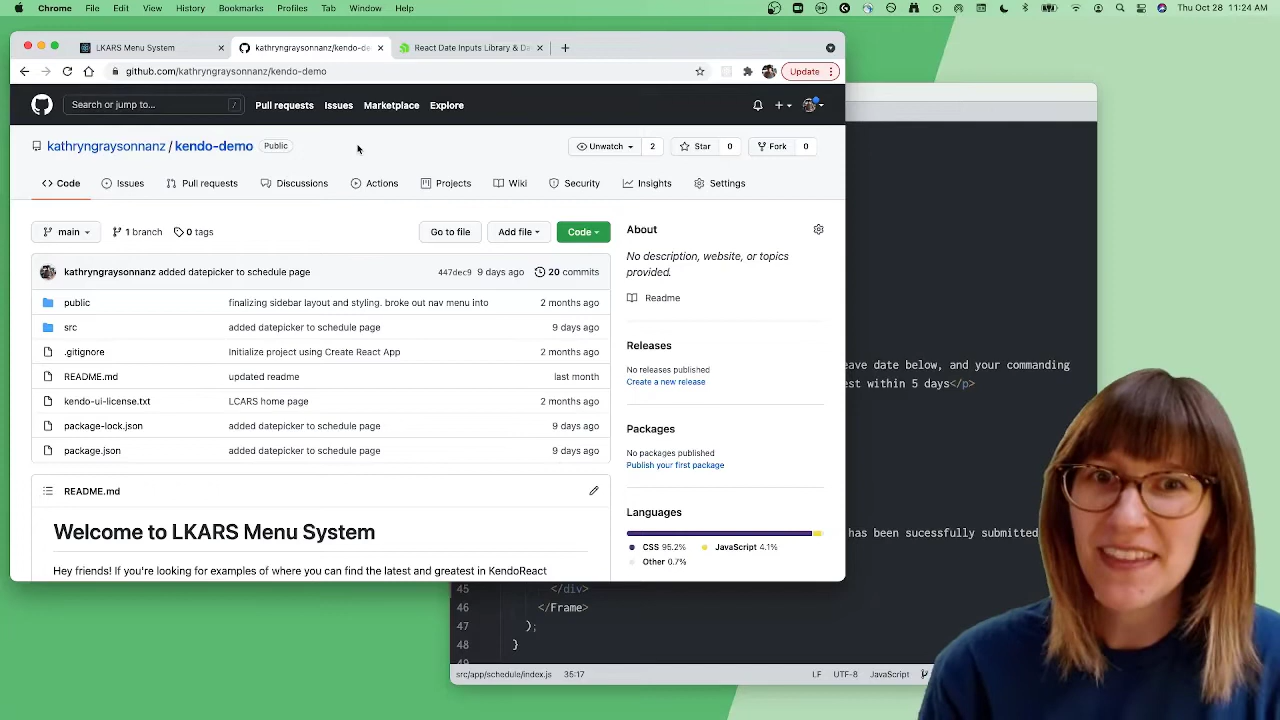 Chrome File Edit View History Bookmarks Profiles Tab Window Help Thu Oct 28 11:24 AM
LKARS Menu System kathryngraysonnanz/kendo-de React Date Inputs Library & Da
github.com/kathryngraysonnanz/kendo-demo Update
Search or jump to... / Pull requests Issues Marketplace Explore
kathryngraysonnanz / kendo-demo Public Unwatch 2 Star 0 Fork 0
Code Issues Pull requests Discussions Actions Projects Wiki Security Insights Settings
main 1 branch 0 tags Go to file Add file Code
kathryngraysonnanz added datepicker to schedule page 447dec9 9 days ago 20 commits
public finalizing sidebar layout and styling. broke out nav menu into 2 months ago
src added datepicker to schedule page 9 days ago
.gitignore Initialize project using Create React App 2 months ago
README.md updated readme last month
kendo-ui-license.txt LCARS home page 2 months ago
package-lock.json added datepicker to schedule page 9 days ago
package.json added datepicker to schedule page 9 days ago
README.md
Welcome to LKARS Menu System
Hey friends! If you're looking for examples of where you can find the latest and greatest in KendoReact
About
No description, website, or topics
provided.
Readme
Releases
No releases published
Create a new release
Packages
No packages published
Publish your first package
Languages
CSS 95.2% JavaScript 4.1%
Other 0.7%
eave date below, and your commanding
est within 5 days</p>
has been sucessfully submitted
45 </div>
46 </Frame>
47 );
48 }
49
src/app/schedule/index.js 35:17 LF UTF-8 JavaScript